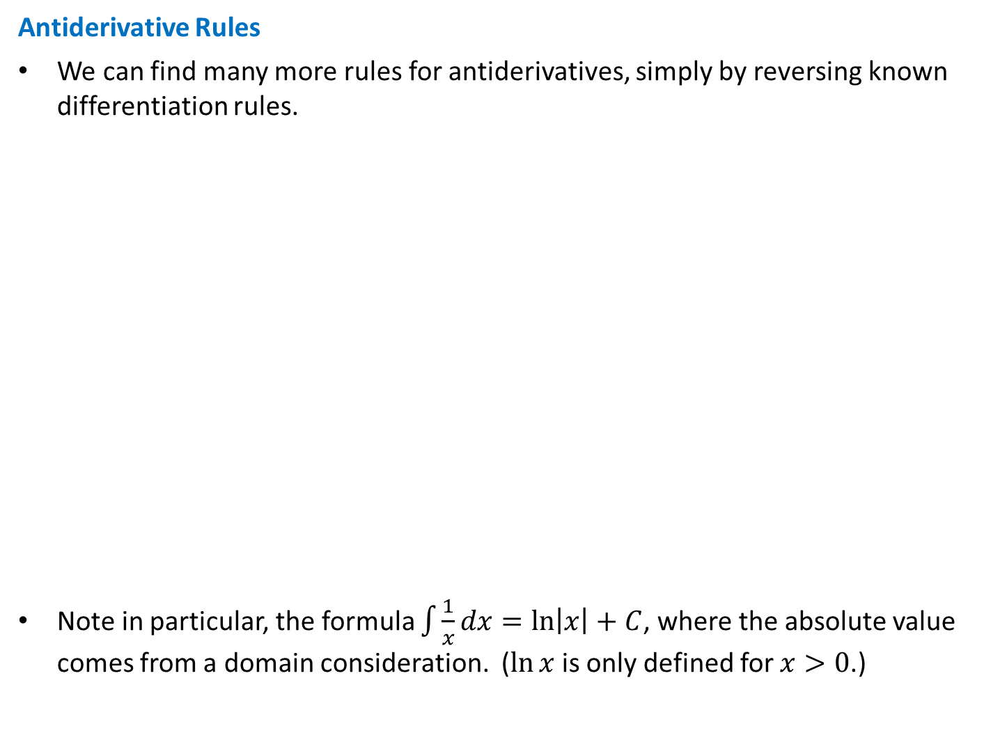 Antiderivative Rules
• We can find many more rules for antiderivatives, simply by reversing known
differentiation rules.
• Note in particular, the formula ∫ 1/x 𝑑𝑥 = ln|𝑥| + 𝐶, where the absolute value
comes from a domain consideration. (ln 𝑥 is only defined for 𝑥 > 0.)